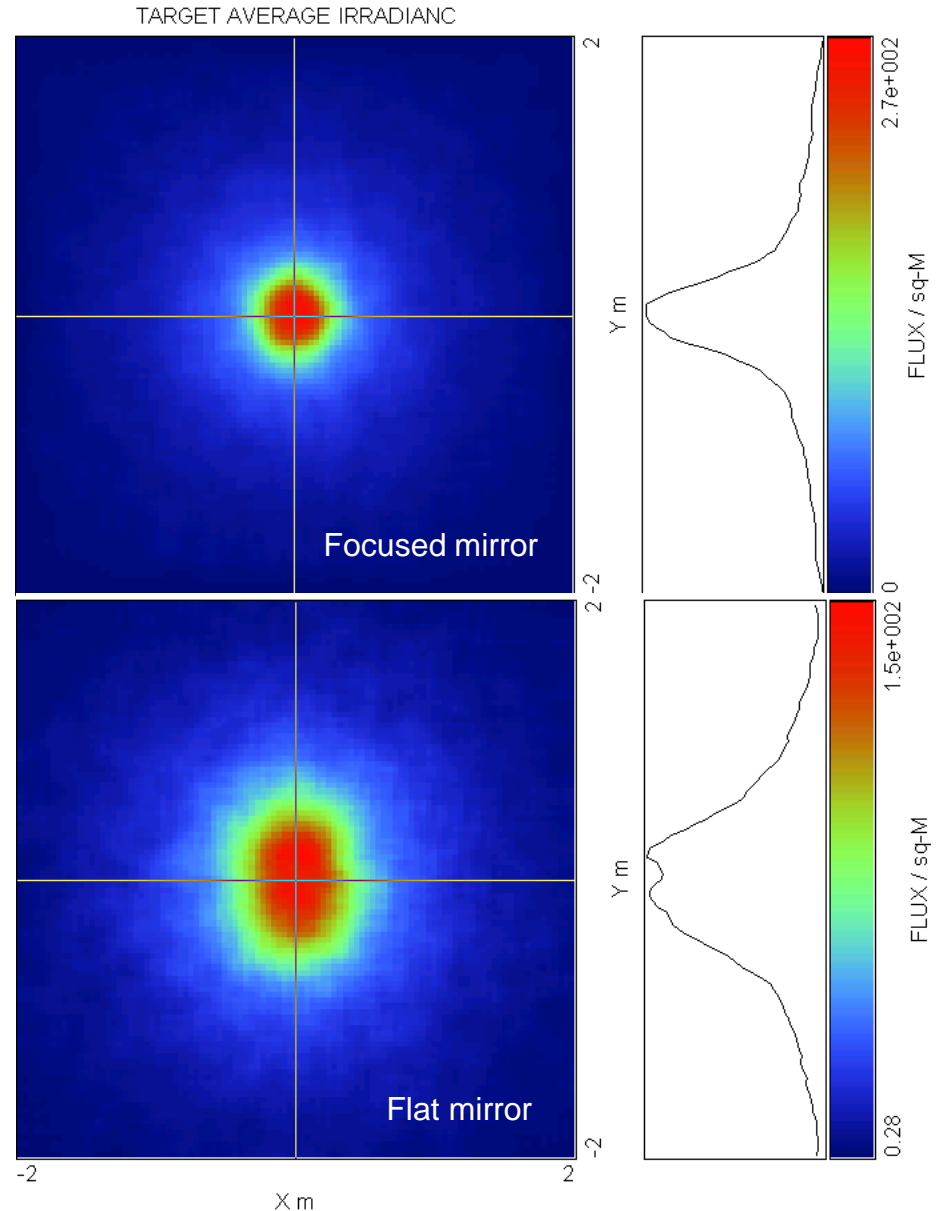 TARGET AVERAGE IRRADIANC
2
Y m
-2
2.7e+002
FLUX / sq-M
0
Focused mirror
2
Y m
-2
1.5e+002
FLUX / sq-M
0.28
Flat mirror
-2
2
X m